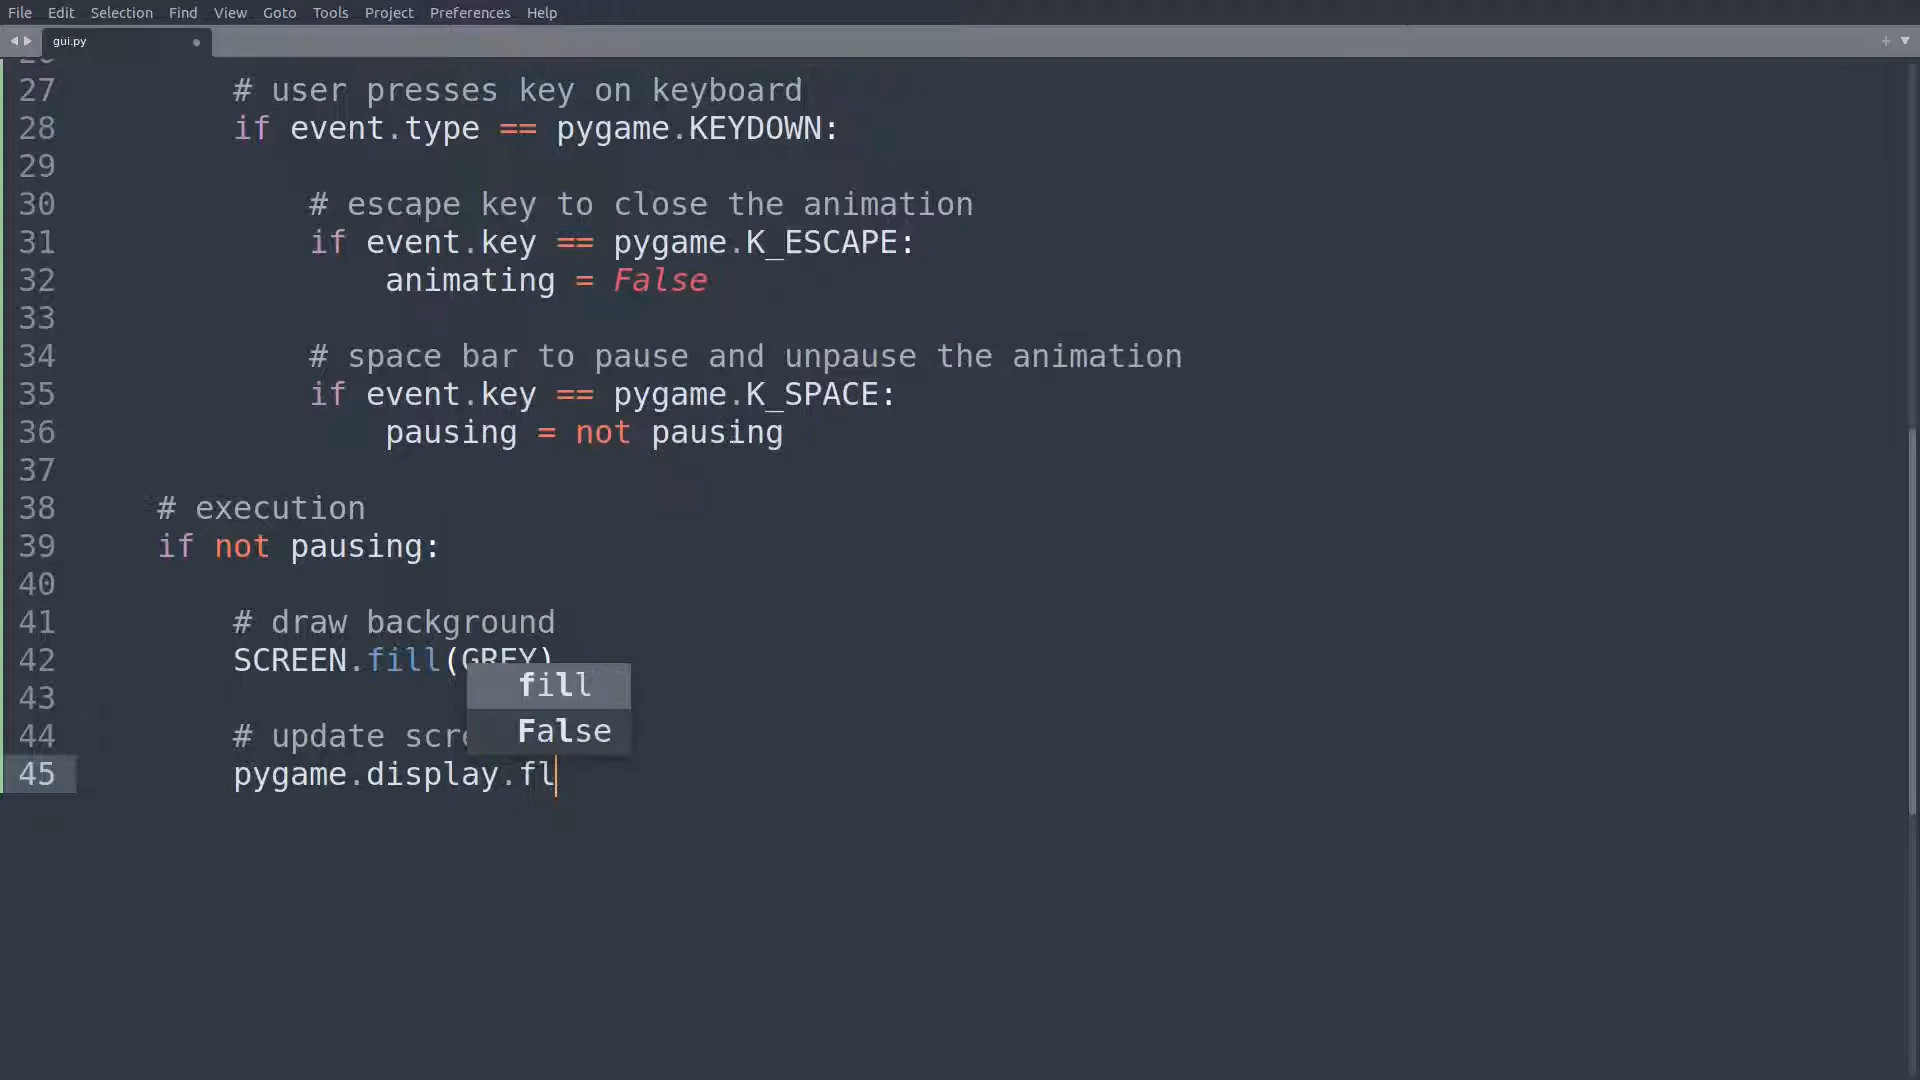 File Edit Selection Find View Goto Tools Project Preferences Help
gui.py
27 # user presses key on keyboard
28 if event.type == pygame.KEYDOWN:
29
30 # escape key to close the animation
31 if event.key == pygame.K_ESCAPE:
32 animating = False
33
34 # space bar to pause and unpause the animation
35 if event.key == pygame.K_SPACE:
36 pausing = not pausing
37
38 # execution
39 if not pausing:
40
41 # draw background
42 SCREEN.fill(GREY)
fill
43
False
44 # update scre
45 pygame.display.fl